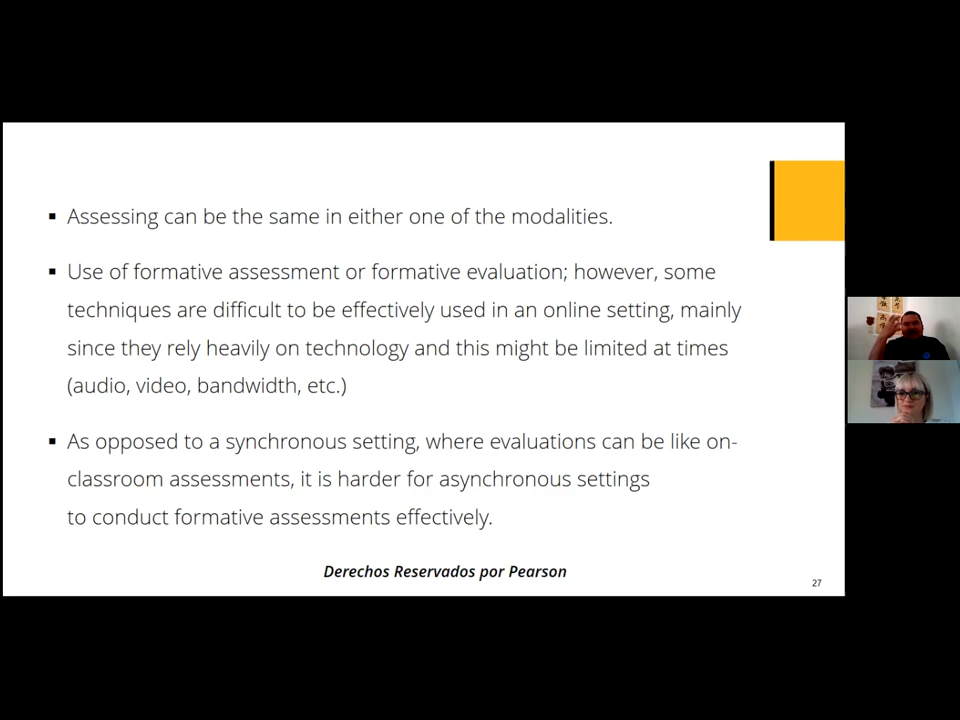 ▪ Assessing can be the same in either one of the modalities.
▪ Use of formative assessment or formative evaluation; however, some
techniques are difficult to be effectively used in an online setting, mainly
since they rely heavily on technology and this might be limited at times
(audio, video, bandwidth, etc.)
▪ As opposed to a synchronous setting, where evaluations can be like on-
classroom assessments, it is harder for asynchronous settings
to conduct formative assessments effectively.
Derechos Reservados por Pearson
27